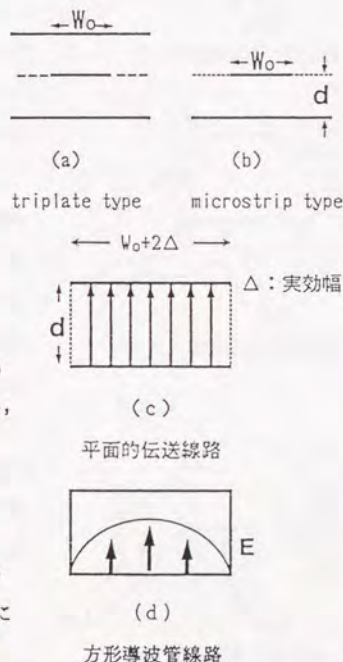 W₀
W₀
d
(a) (b)
triplate type microstrip type
W₀+2Δ
Δ:実効幅
d
,
(c)
平面的伝送線路
E
に
(d)
方形導波管線路